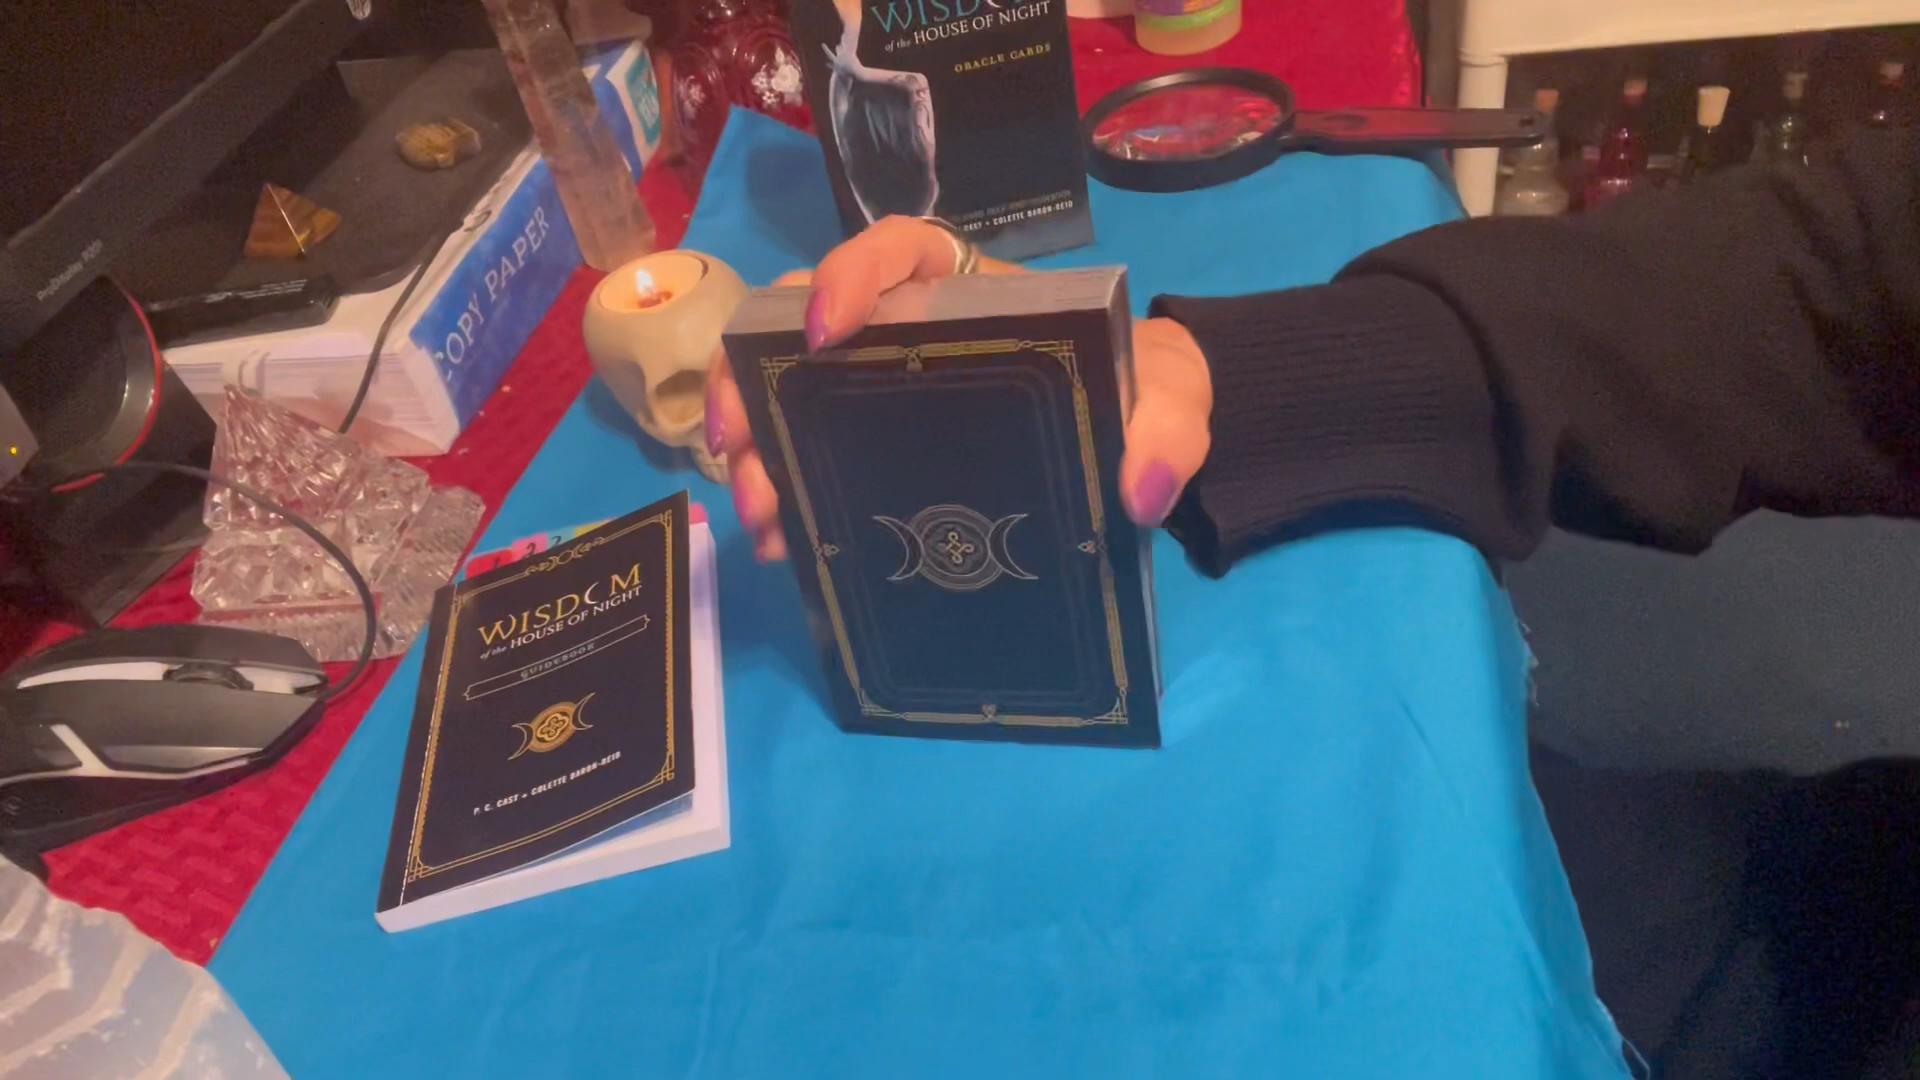 WISDOM
of the HOUSE OF NIGHT
ORACLE CARDS
COLETTE BARON-REID
COPY PAPER
WISDOM
of the HOUSE OF NIGHT
GUIDEBOOK
P. C. CAST + COLETTE BARON-REID